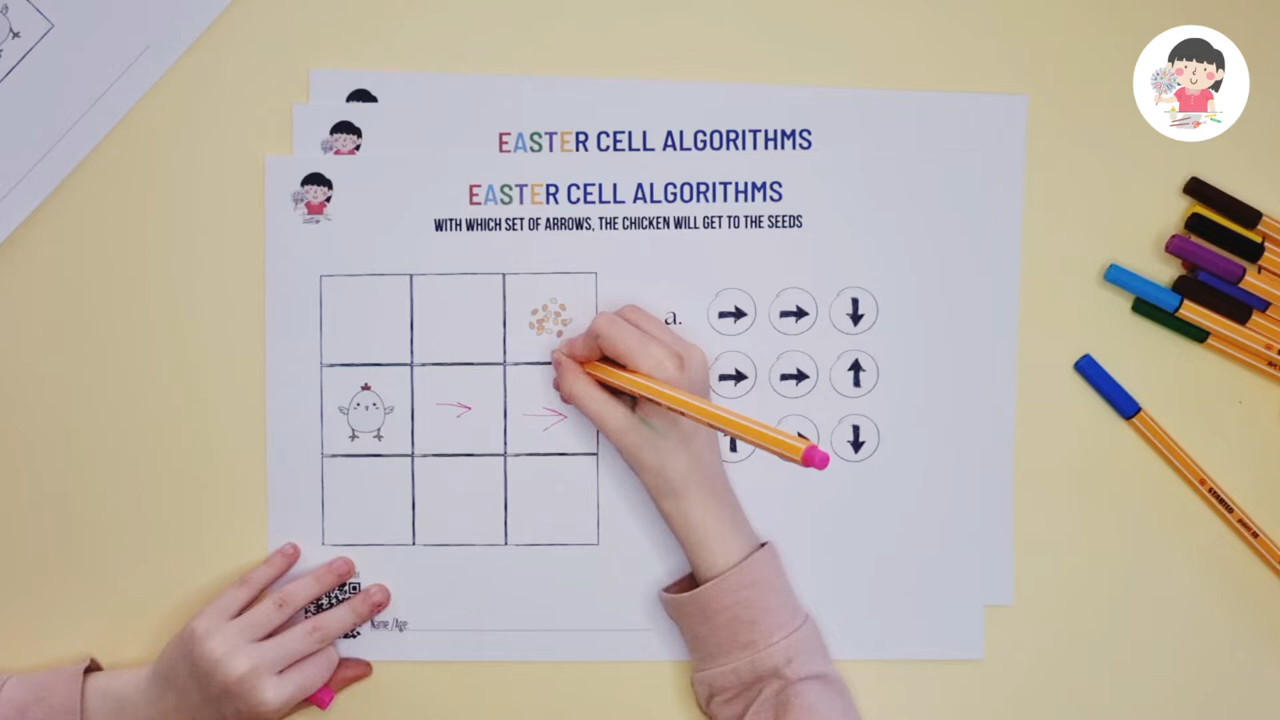 EASTER CELL ALGORITHMS
EASTER CELL ALGORITHMS
WITH WHICH SET OF ARROWS, THE CHICKEN WILL GET TO THE SEEDS
a.
Name/Age:
STABILO